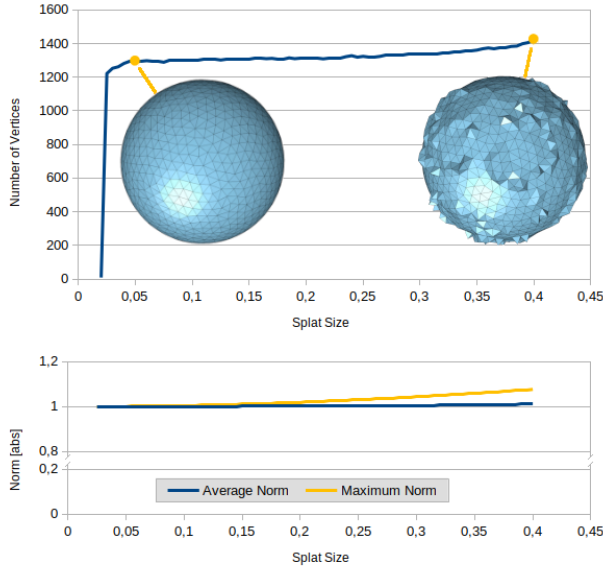 1600
1400
1200
1000
800
600
400
200
0
Number of Vertices
0 0,05 0,1 0,15 0,2 0,25 0,3 0,35 0,4 0,45
Splat Size
1,2
1
0,8
0,2
0
Norm [abs]
Average Norm Maximum Norm
0 0,05 0,1 0,15 0,2 0,25 0,3 0,35 0,4 0,45
Splat Size